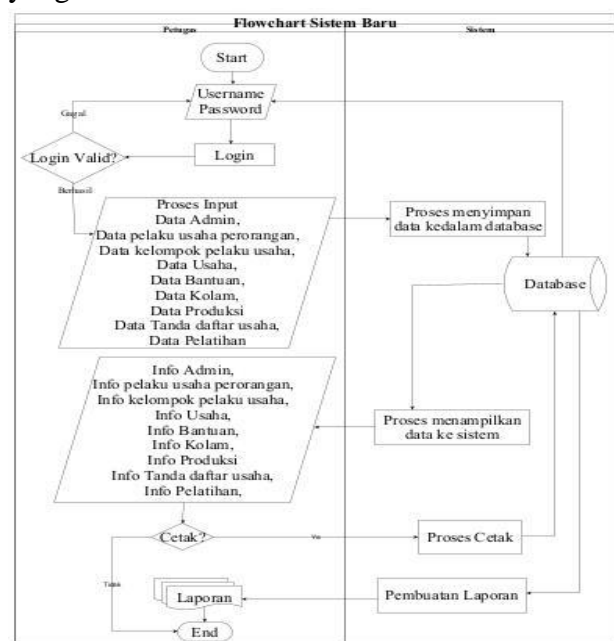 Flowchart Sistem Baru
Petugas
Sistem
Start
Username
Password
Gagal
Login Valid?
Login
Berhasil
Proses Input
Data Admin,
Data pelaku usaha perorangan,
Data kelompok pelaku usaha,
Data Usaha,
Data Bantuan,
Data Kolam,
Data Produksi
Data Tanda daftar usaha,
Data Pelatihan
Proses menyimpan
data kedalam database
Database
Info Admin,
Info pelaku usaha perorangan,
Info kelompok pelaku usaha,
Info Usaha,
Info Bantuan,
Info Kolam,
Info Produksi
Info Tanda daftar usaha,
Info Pelatihan,
Proses menampilkan
data ke sistem
Cetak?
Ya
Proses Cetak
Tidak
Laporan
Pembuatan Laporan
End